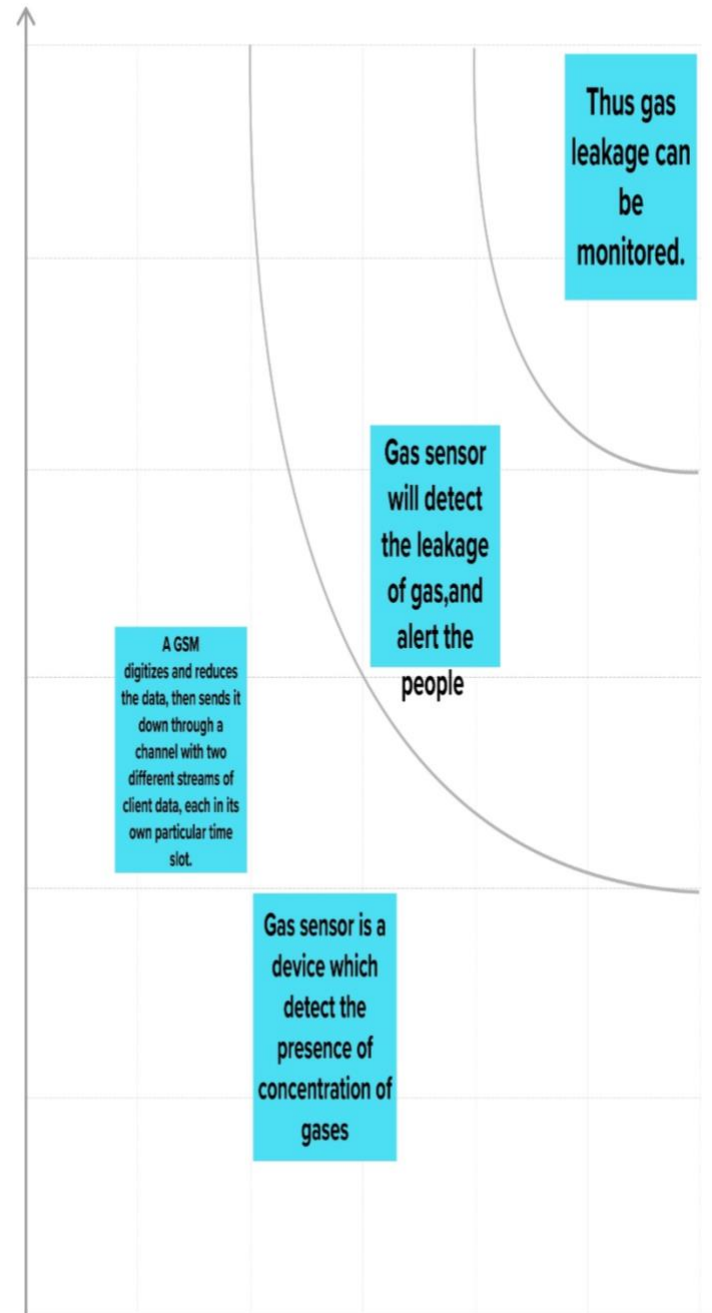 Thus gas
leakage can
be
monitored.
Gas sensor
will detect
the leakage
of gas,and
alert the
people
A GSM
digitizes and reduces
the data, then sends it
down through a
channel with two
different streams of
client data, each in its
own particular time
slot.
Gas sensor is a
device which
detect the
presence of
concentration of
gases